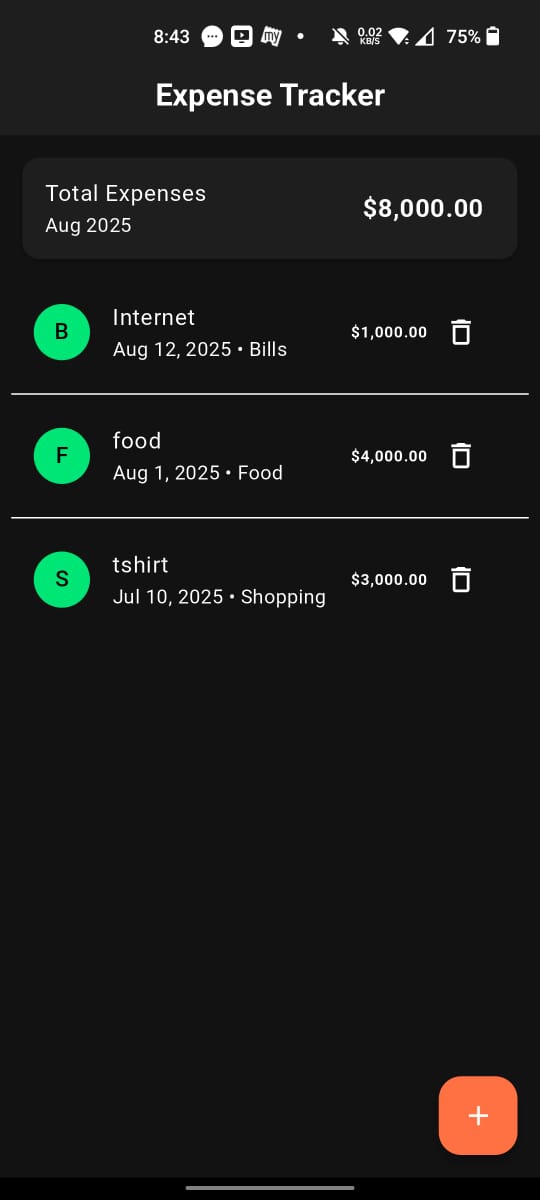 8:43 my 0.02 KB/S 75%
Expense Tracker
Total Expenses
Aug 2025
$8,000.00
B
Internet
Aug 12, 2025 • Bills
$1,000.00
F
food
Aug 1, 2025 • Food
$4,000.00
S
tshirt
Jul 10, 2025 • Shopping
$3,000.00
+